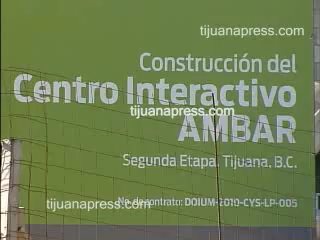 tijuanapress.com
Construcción del
Centro Interactivo
tijuanapress.com
AMBAR
Segunda Etapa. Tijuana, B.C.
No. de contrato: DOIUM-2010-CYS-LP-005
tijuanapress.com